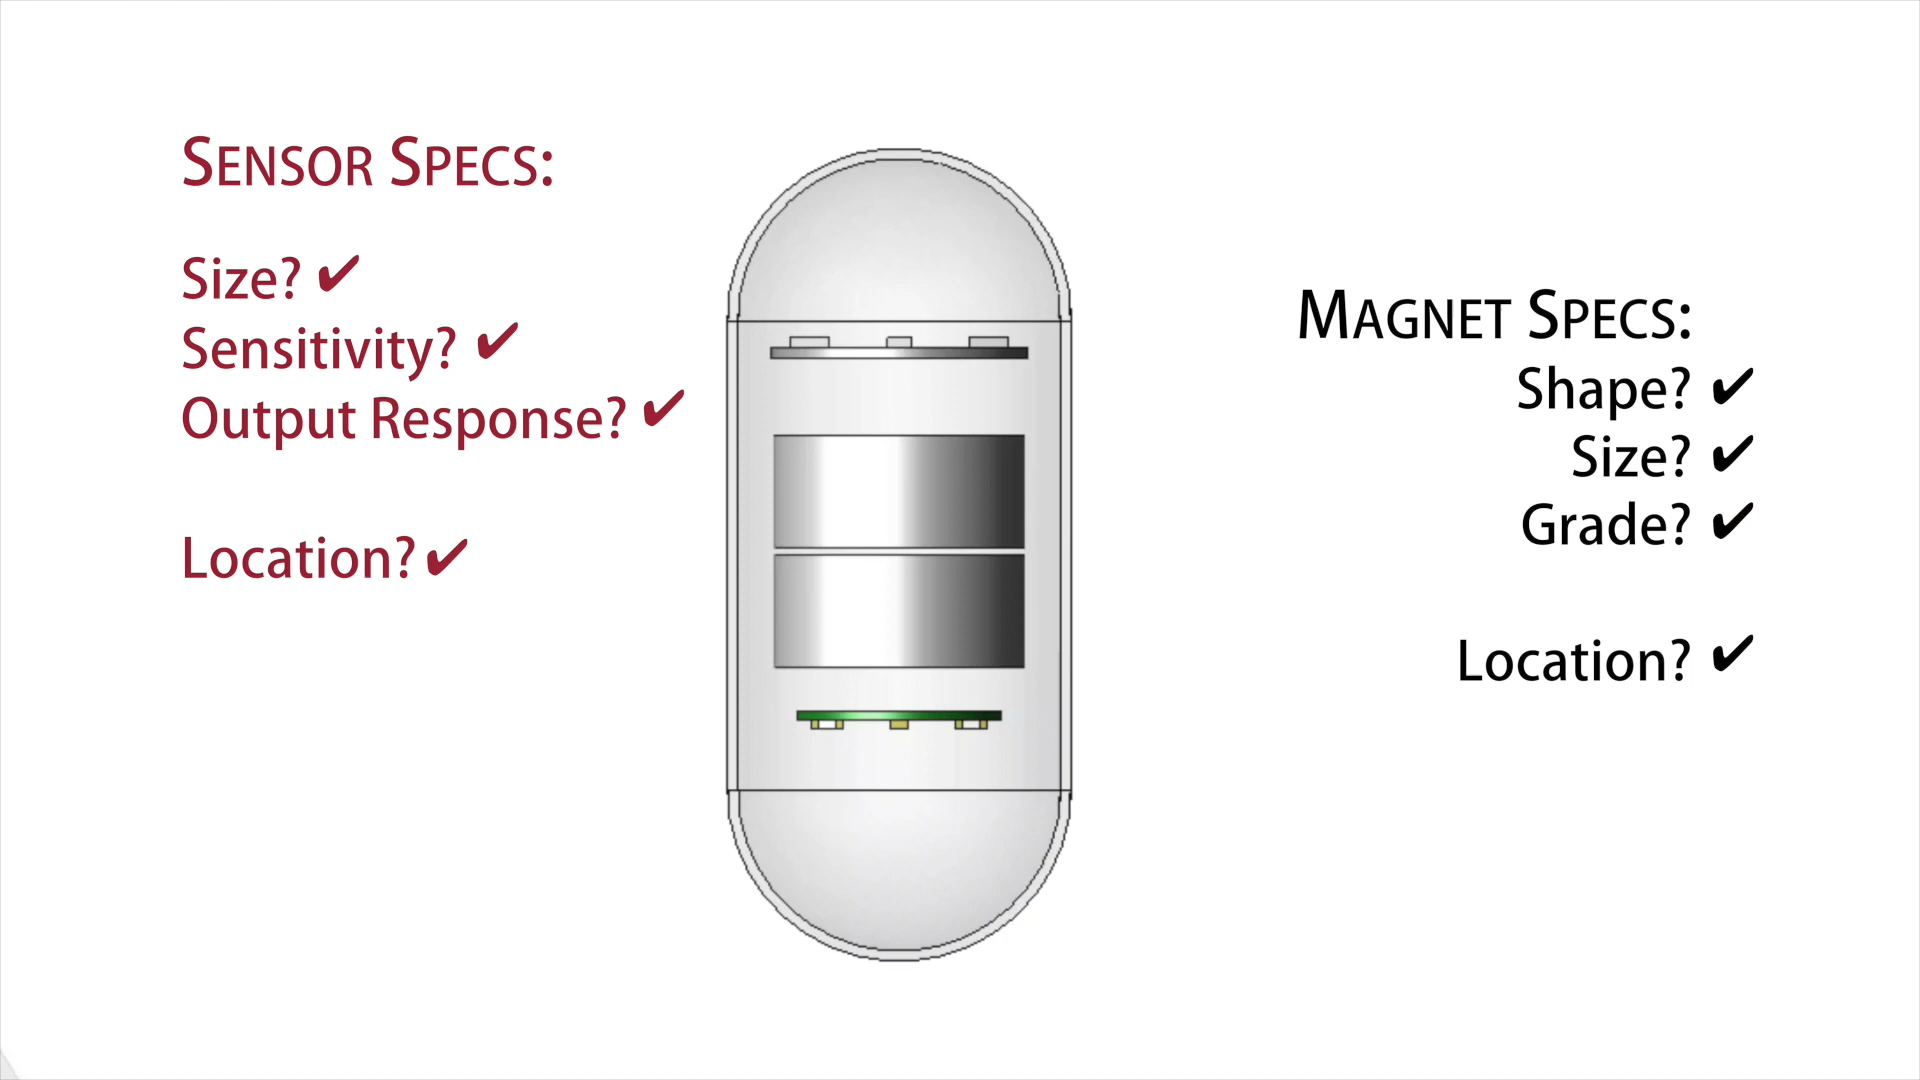 SENSOR SPECS:
Size? ✔
Sensitivity? ✔
Output Response? ✔
Location? ✔
MAGNET SPECS:
Shape? ✔
Size? ✔
Grade? ✔
Location? ✔